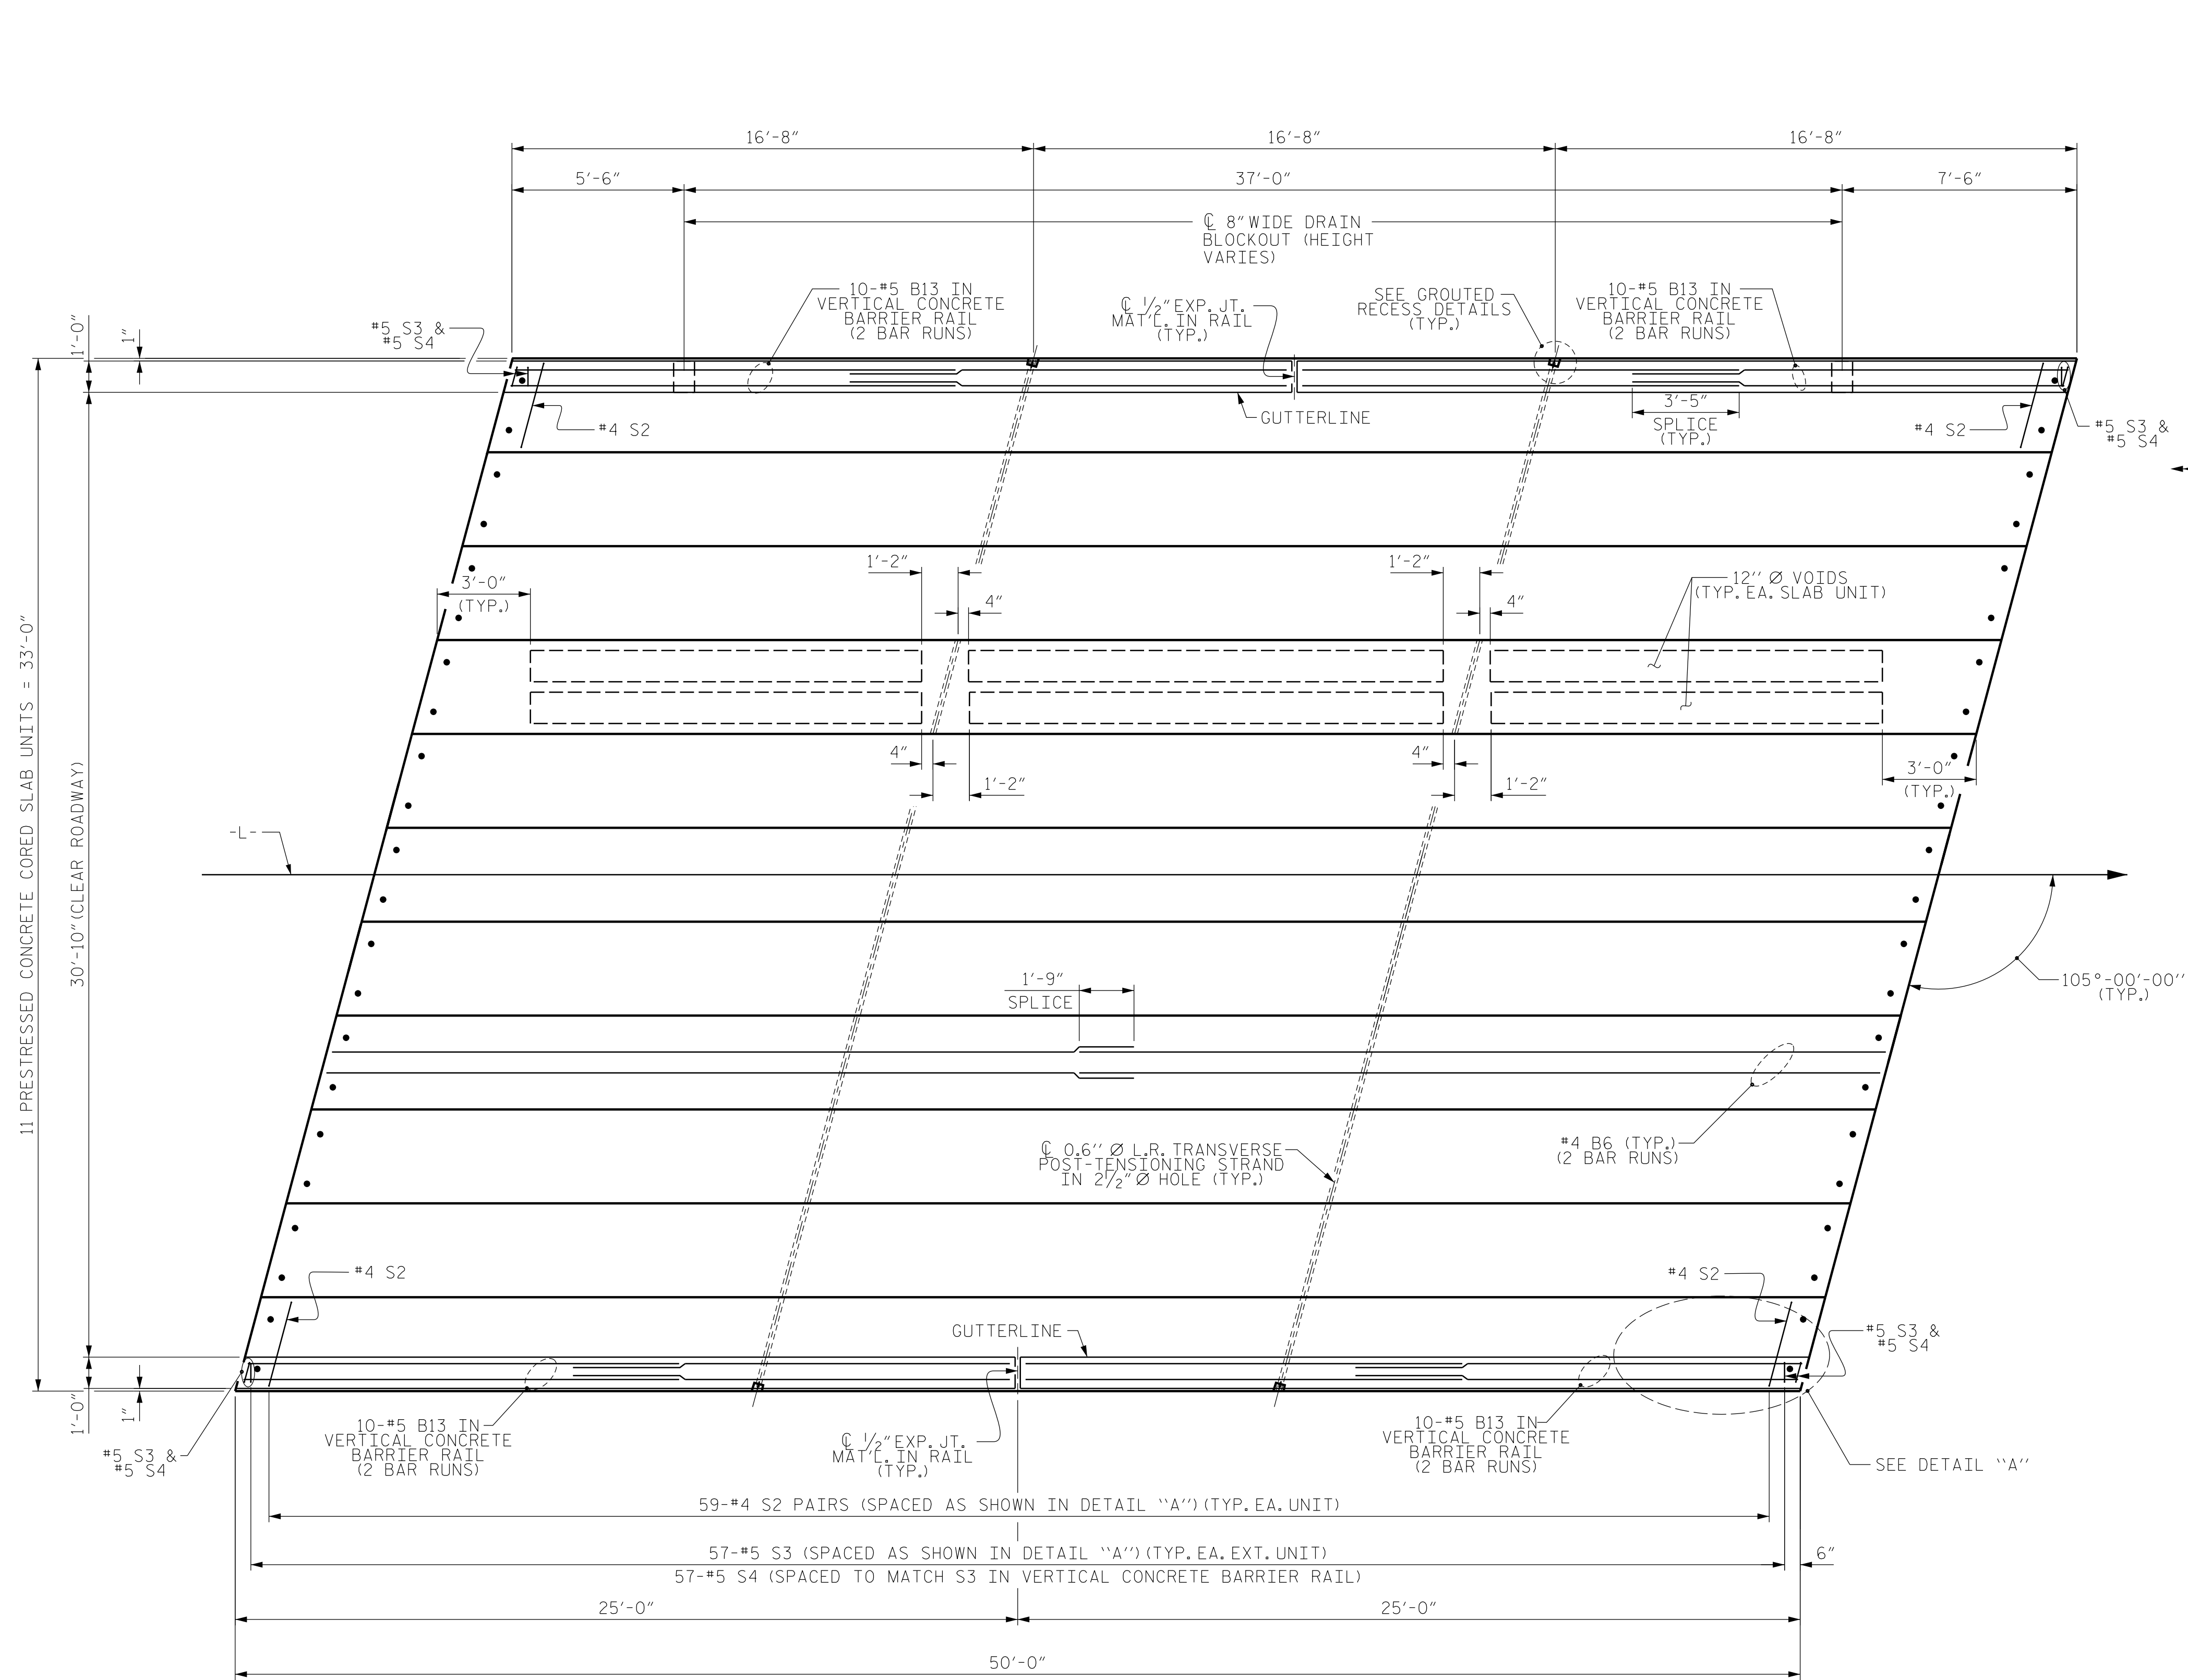 16'-8" 16'-8" 16'-8"
5'-6" 37'-0" 7'-6"
℄ 8" WIDE DRAIN
BLOCKOUT (HEIGHT
VARIES)
1'-0"
1"
#5 S3 &
#5 S4
10-#5 B13 IN
VERTICAL CONCRETE
BARRIER RAIL
(2 BAR RUNS)
℄ 1/2" EXP. JT.
MAT'L. IN RAIL
(TYP.)
SEE GROUTED
RECESS DETAILS
(TYP.)
10-#5 B13 IN
VERTICAL CONCRETE
BARRIER RAIL
(2 BAR RUNS)
#4 S2
GUTTERLINE
3'-5"
SPLICE
(TYP.)
#4 S2
#5 S3 &
#5 S4
1'-2"
1'-2"
3'-0"
(TYP.)
4"
4"
12'' Ø VOIDS
(TYP. EA. SLAB UNIT)
11 PRESTRESSED CONCRETE CORED SLAB UNITS = 33'-0"
30'-10" (CLEAR ROADWAY)
4"
1'-2"
4"
1'-2"
3'-0"
(TYP.)
-L-
105°-00'-00''
(TYP.)
1'-9"
SPLICE
℄ 0.6'' Ø L.R. TRANSVERSE
POST-TENSIONING STRAND
IN 2 1/2" Ø HOLE (TYP.)
#4 B6 (TYP.)
(2 BAR RUNS)
#4 S2
#4 S2
GUTTERLINE
#5 S3 &
#5 S4
1'-0"
1"
#5 S3 &
#5 S4
10-#5 B13 IN
VERTICAL CONCRETE
BARRIER RAIL
(2 BAR RUNS)
℄ 1/2" EXP. JT.
MAT'L. IN RAIL
(TYP.)
10-#5 B13 IN
VERTICAL CONCRETE
BARRIER RAIL
(2 BAR RUNS)
SEE DETAIL ``A''
59-#4 S2 PAIRS (SPACED AS SHOWN IN DETAIL ``A'') (TYP. EA. UNIT)
57-#5 S3 (SPACED AS SHOWN IN DETAIL ``A'') (TYP. EA. EXT. UNIT)
6"
57-#5 S4 (SPACED TO MATCH S3 IN VERTICAL CONCRETE BARRIER RAIL)
25'-0" 25'-0"
50'-0"